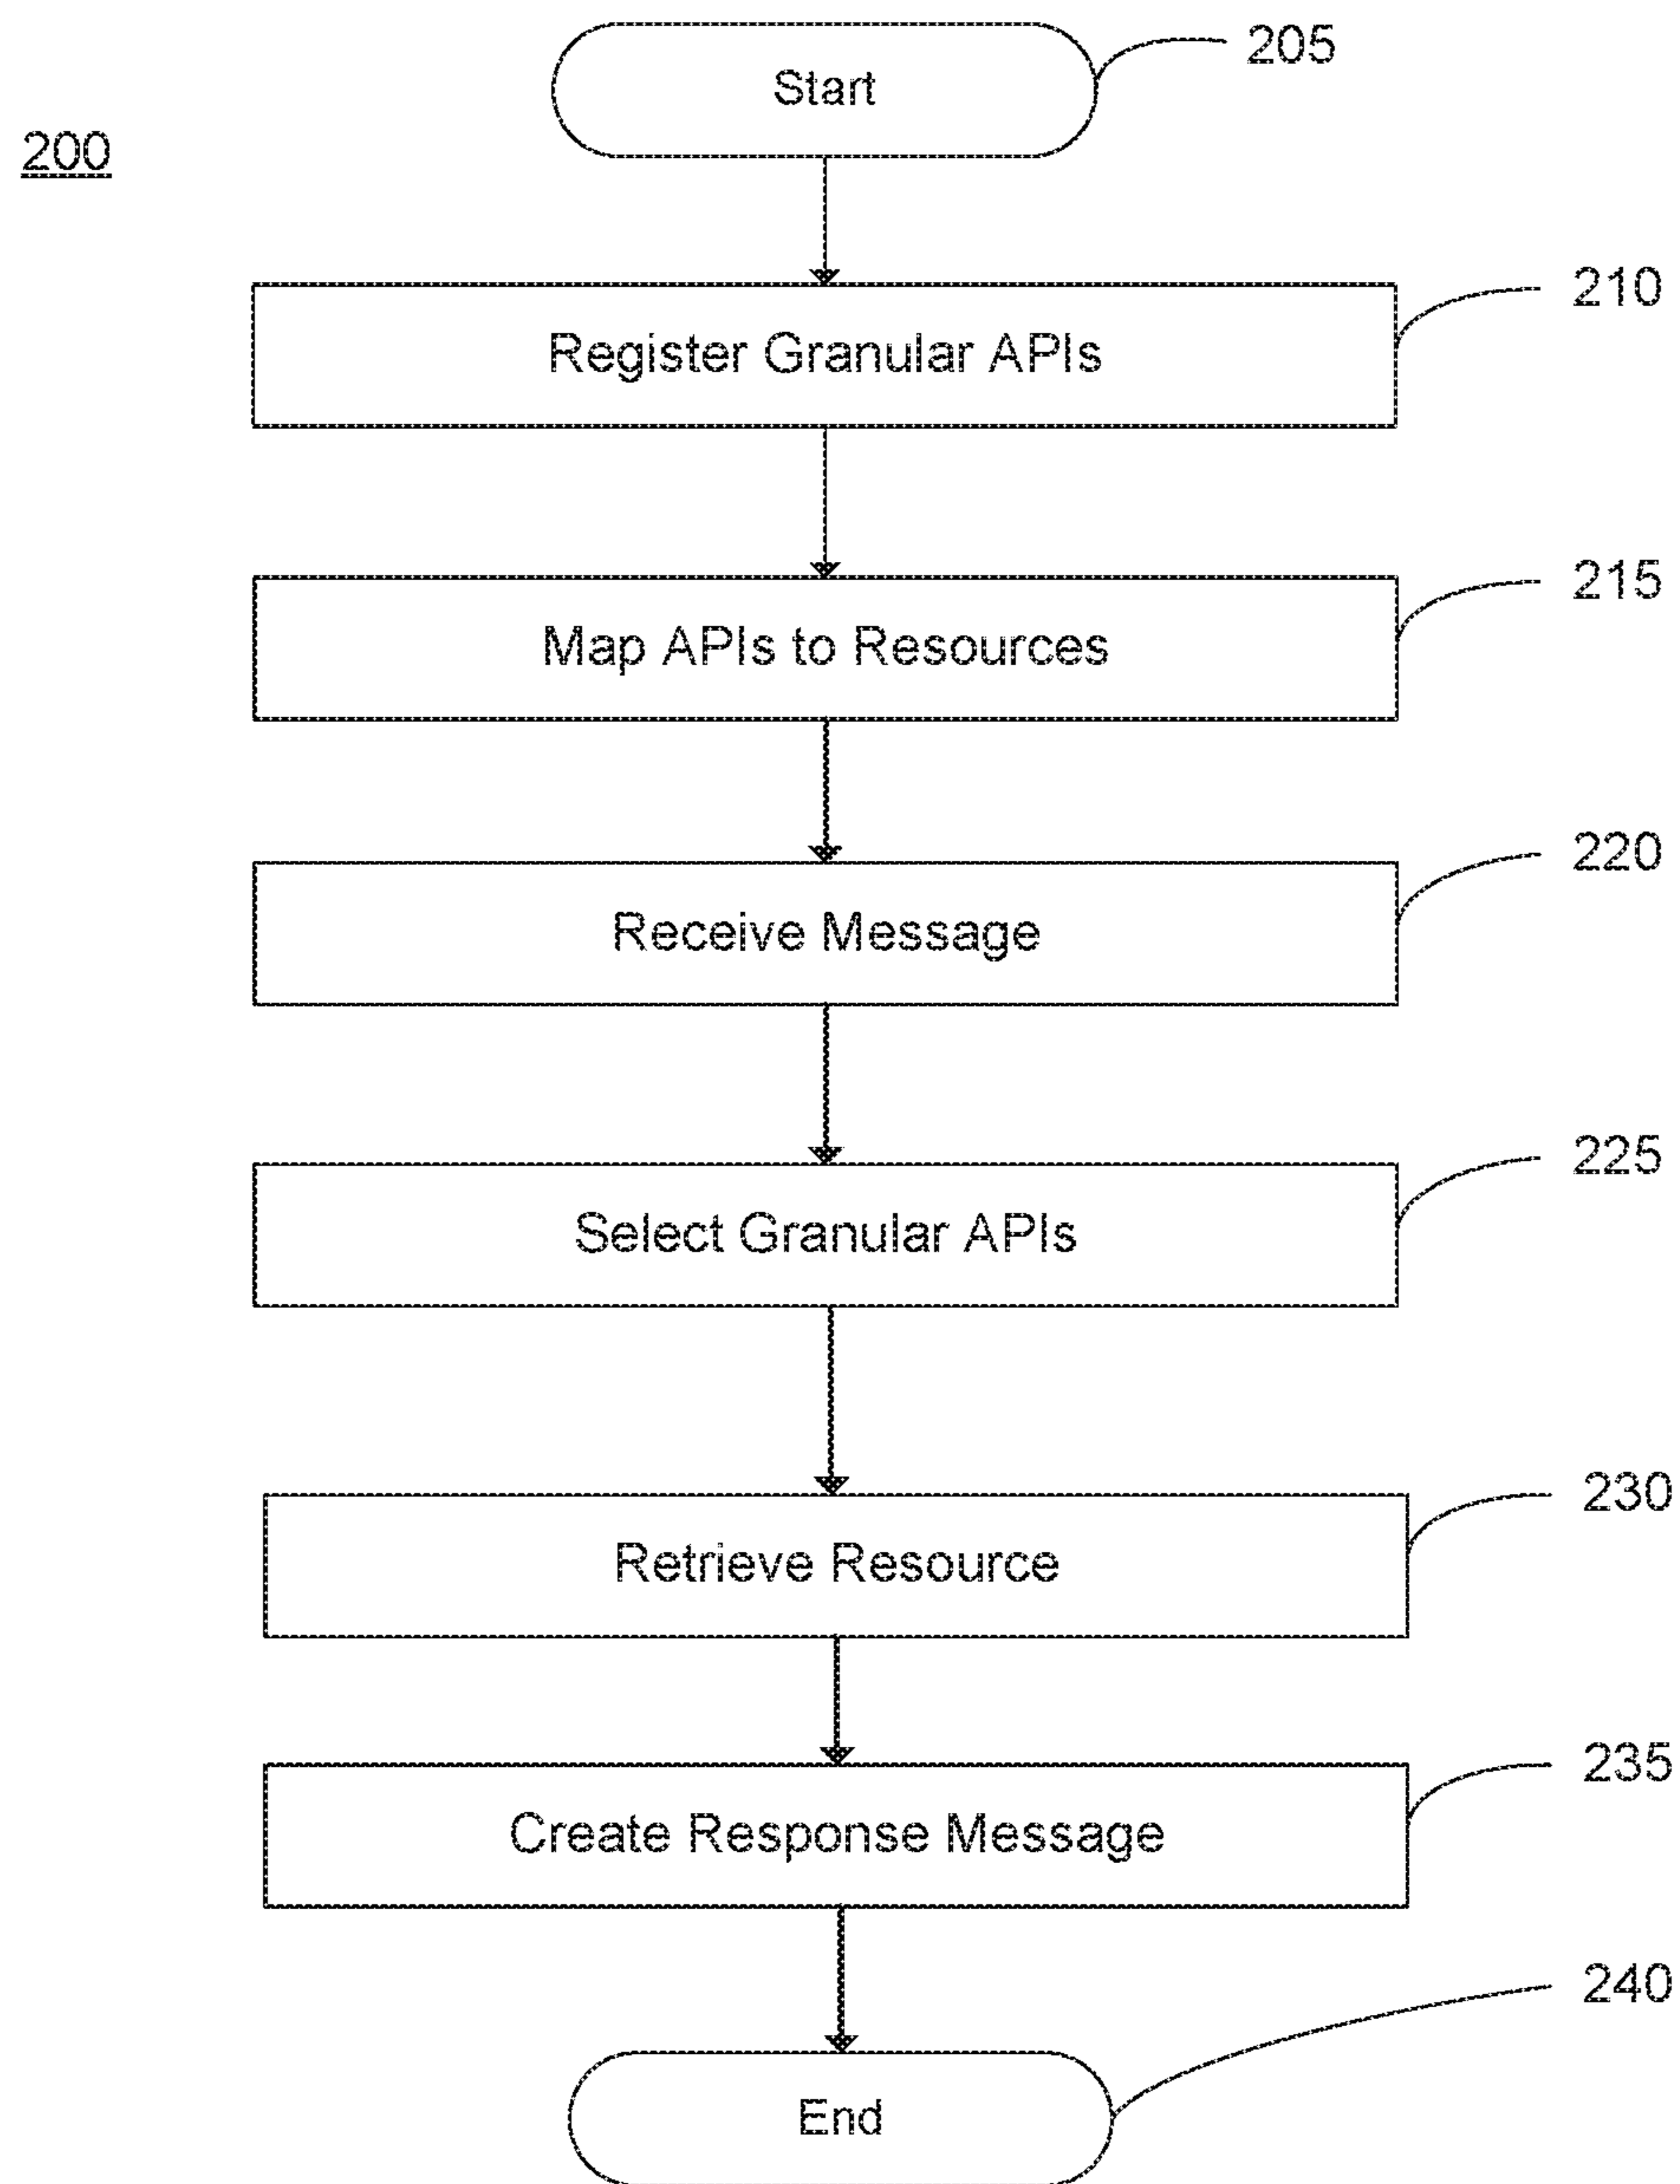 205
Start
200
210
Register Granular APIs
215
Map APIs to Resources
220
Receive Message
225
Select Granular APIs
230
Retrieve Resource
235
Create Response Message
240
End